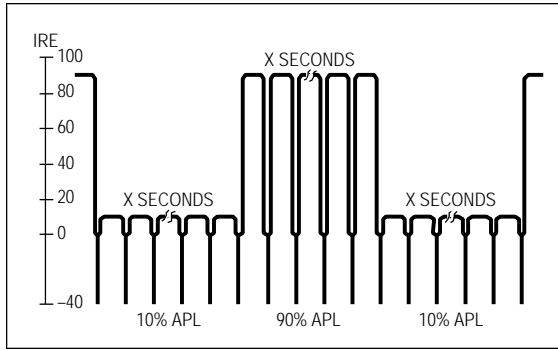 IRE
100
80
60
40
20
0
–40
X SECONDS
X SECONDS
X SECONDS
10% APL
90% APL
10% APL